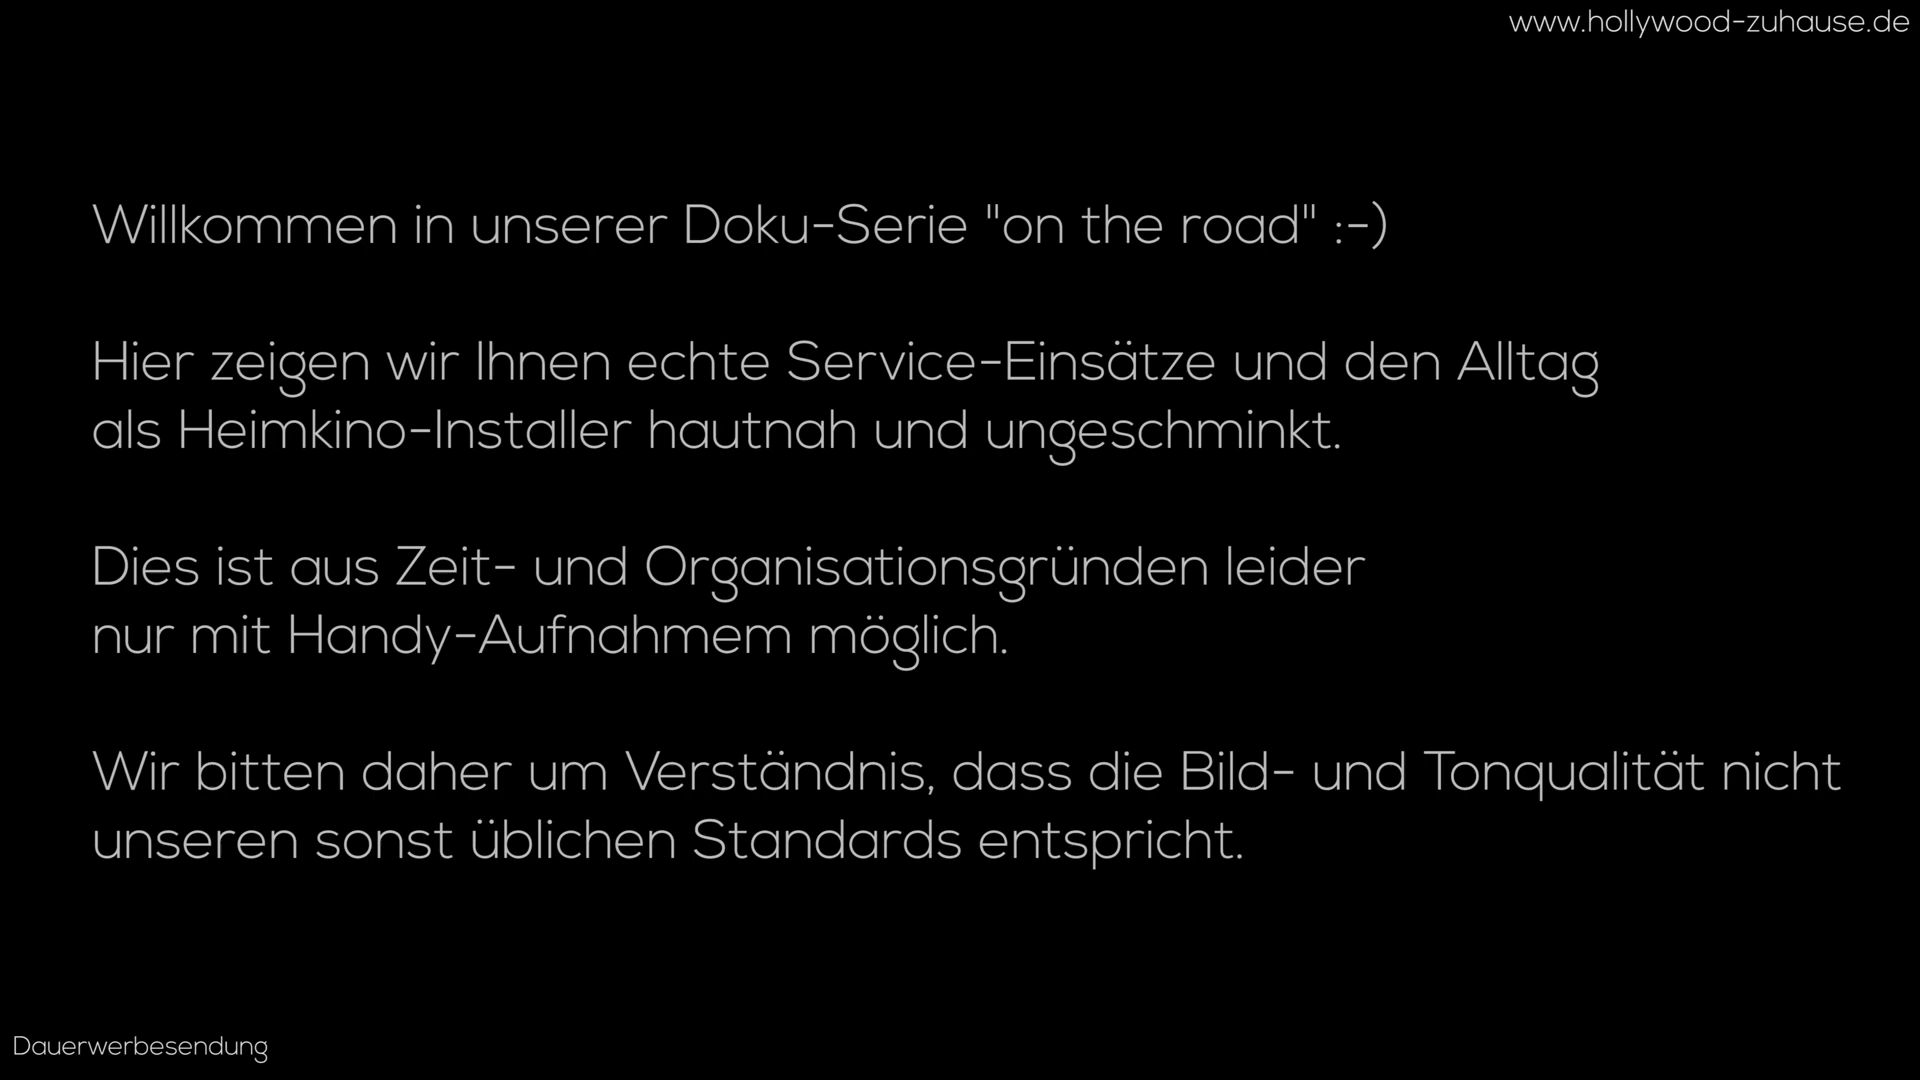 www.hollywood-zuhause.de
Willkommen in unserer Doku-Serie "on the road" :-)
Hier zeigen wir Ihnen echte Service-Einsätze und den Alltag
als Heimkino-Installer hautnah und ungeschminkt.
Dies ist aus Zeit- und Organisationsgründen leider
nur mit Handy-Aufnahmem möglich.
Wir bitten daher um Verständnis, dass die Bild- und Tonqualität nicht
unseren sonst üblichen Standards entspricht.
Dauerwerbesendung